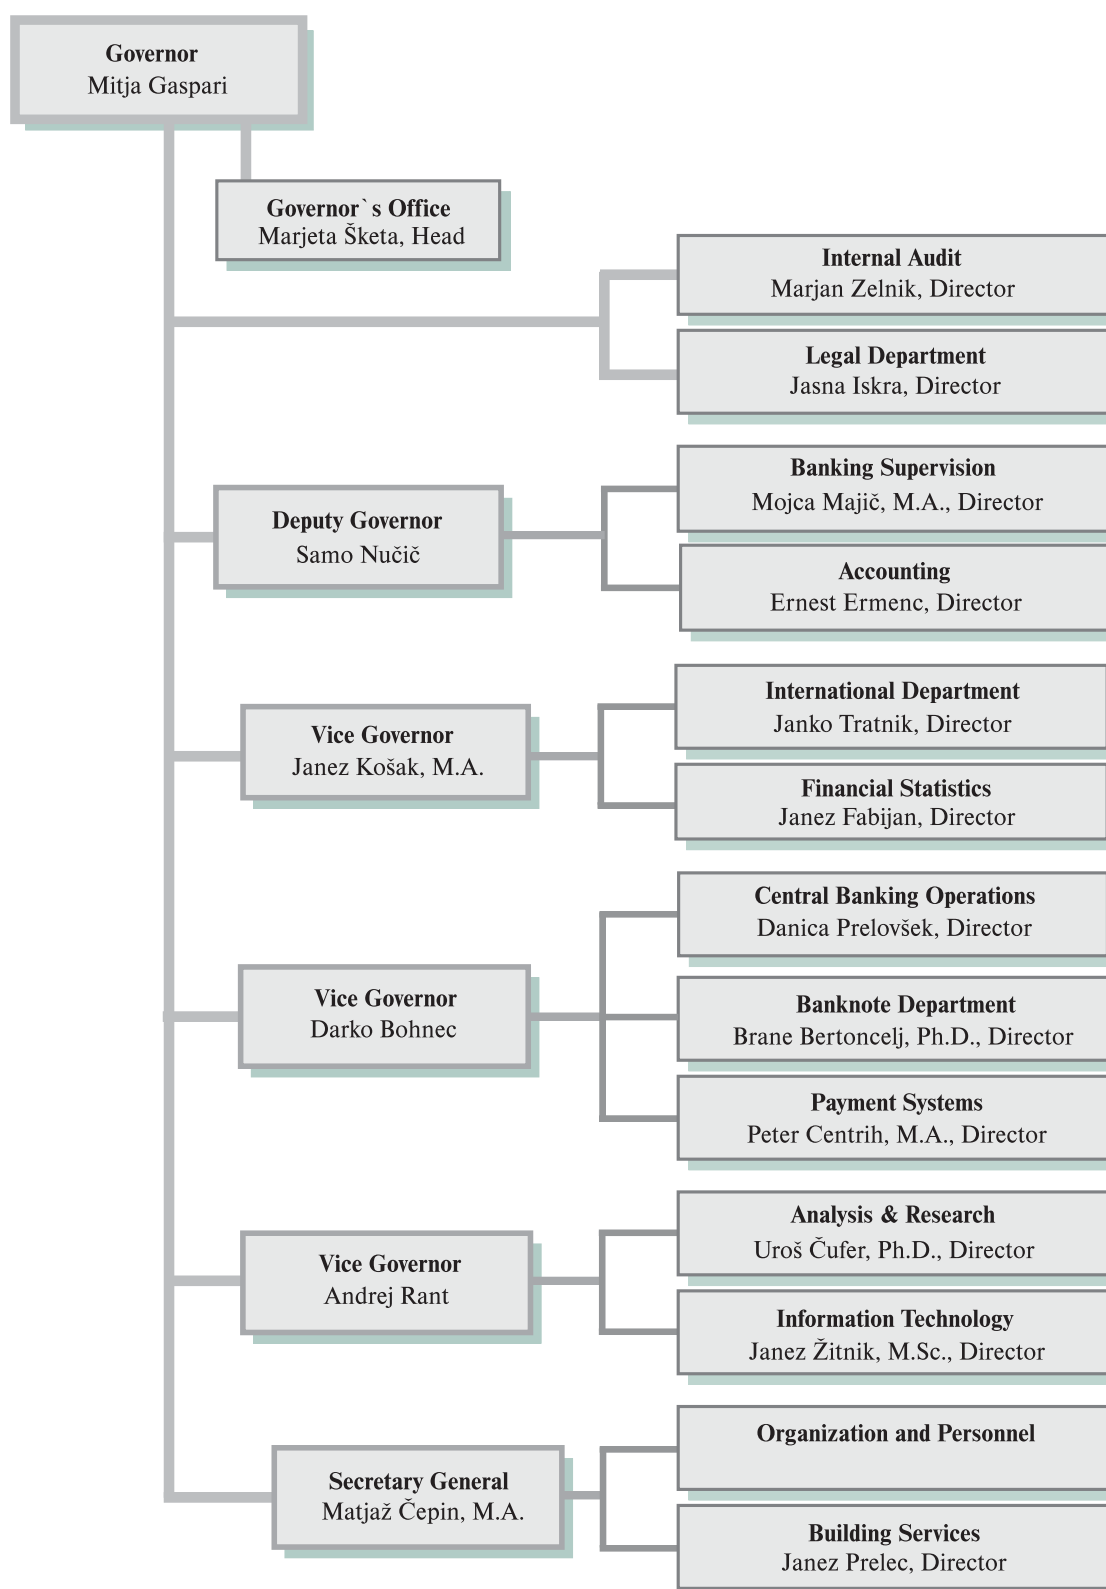 Governor
Mitja Gaspari
Governor`s Office
Marjeta Šketa, Head
Internal Audit
Marjan Zelnik, Director
Legal Department
Jasna Iskra, Director
Deputy Governor
Samo Nučič
Banking Supervision
Mojca Majič, M.A., Director
Accounting
Ernest Ermenc, Director
Vice Governor
Janez Košak, M.A.
International Department
Janko Tratnik, Director
Financial Statistics
Janez Fabijan, Director
Vice Governor
Darko Bohnec
Central Banking Operations
Danica Prelovšek, Director
Banknote Department
Brane Bertoncelj, Ph.D., Director
Payment Systems
Peter Centrih, M.A., Director
Vice Governor
Andrej Rant
Analysis & Research
Uroš Čufer, Ph.D., Director
Information Technology
Janez Žitnik, M.Sc., Director
Secretary General
Matjaž Čepin, M.A.
Organization and Personnel
Building Services
Janez Prelec, Director